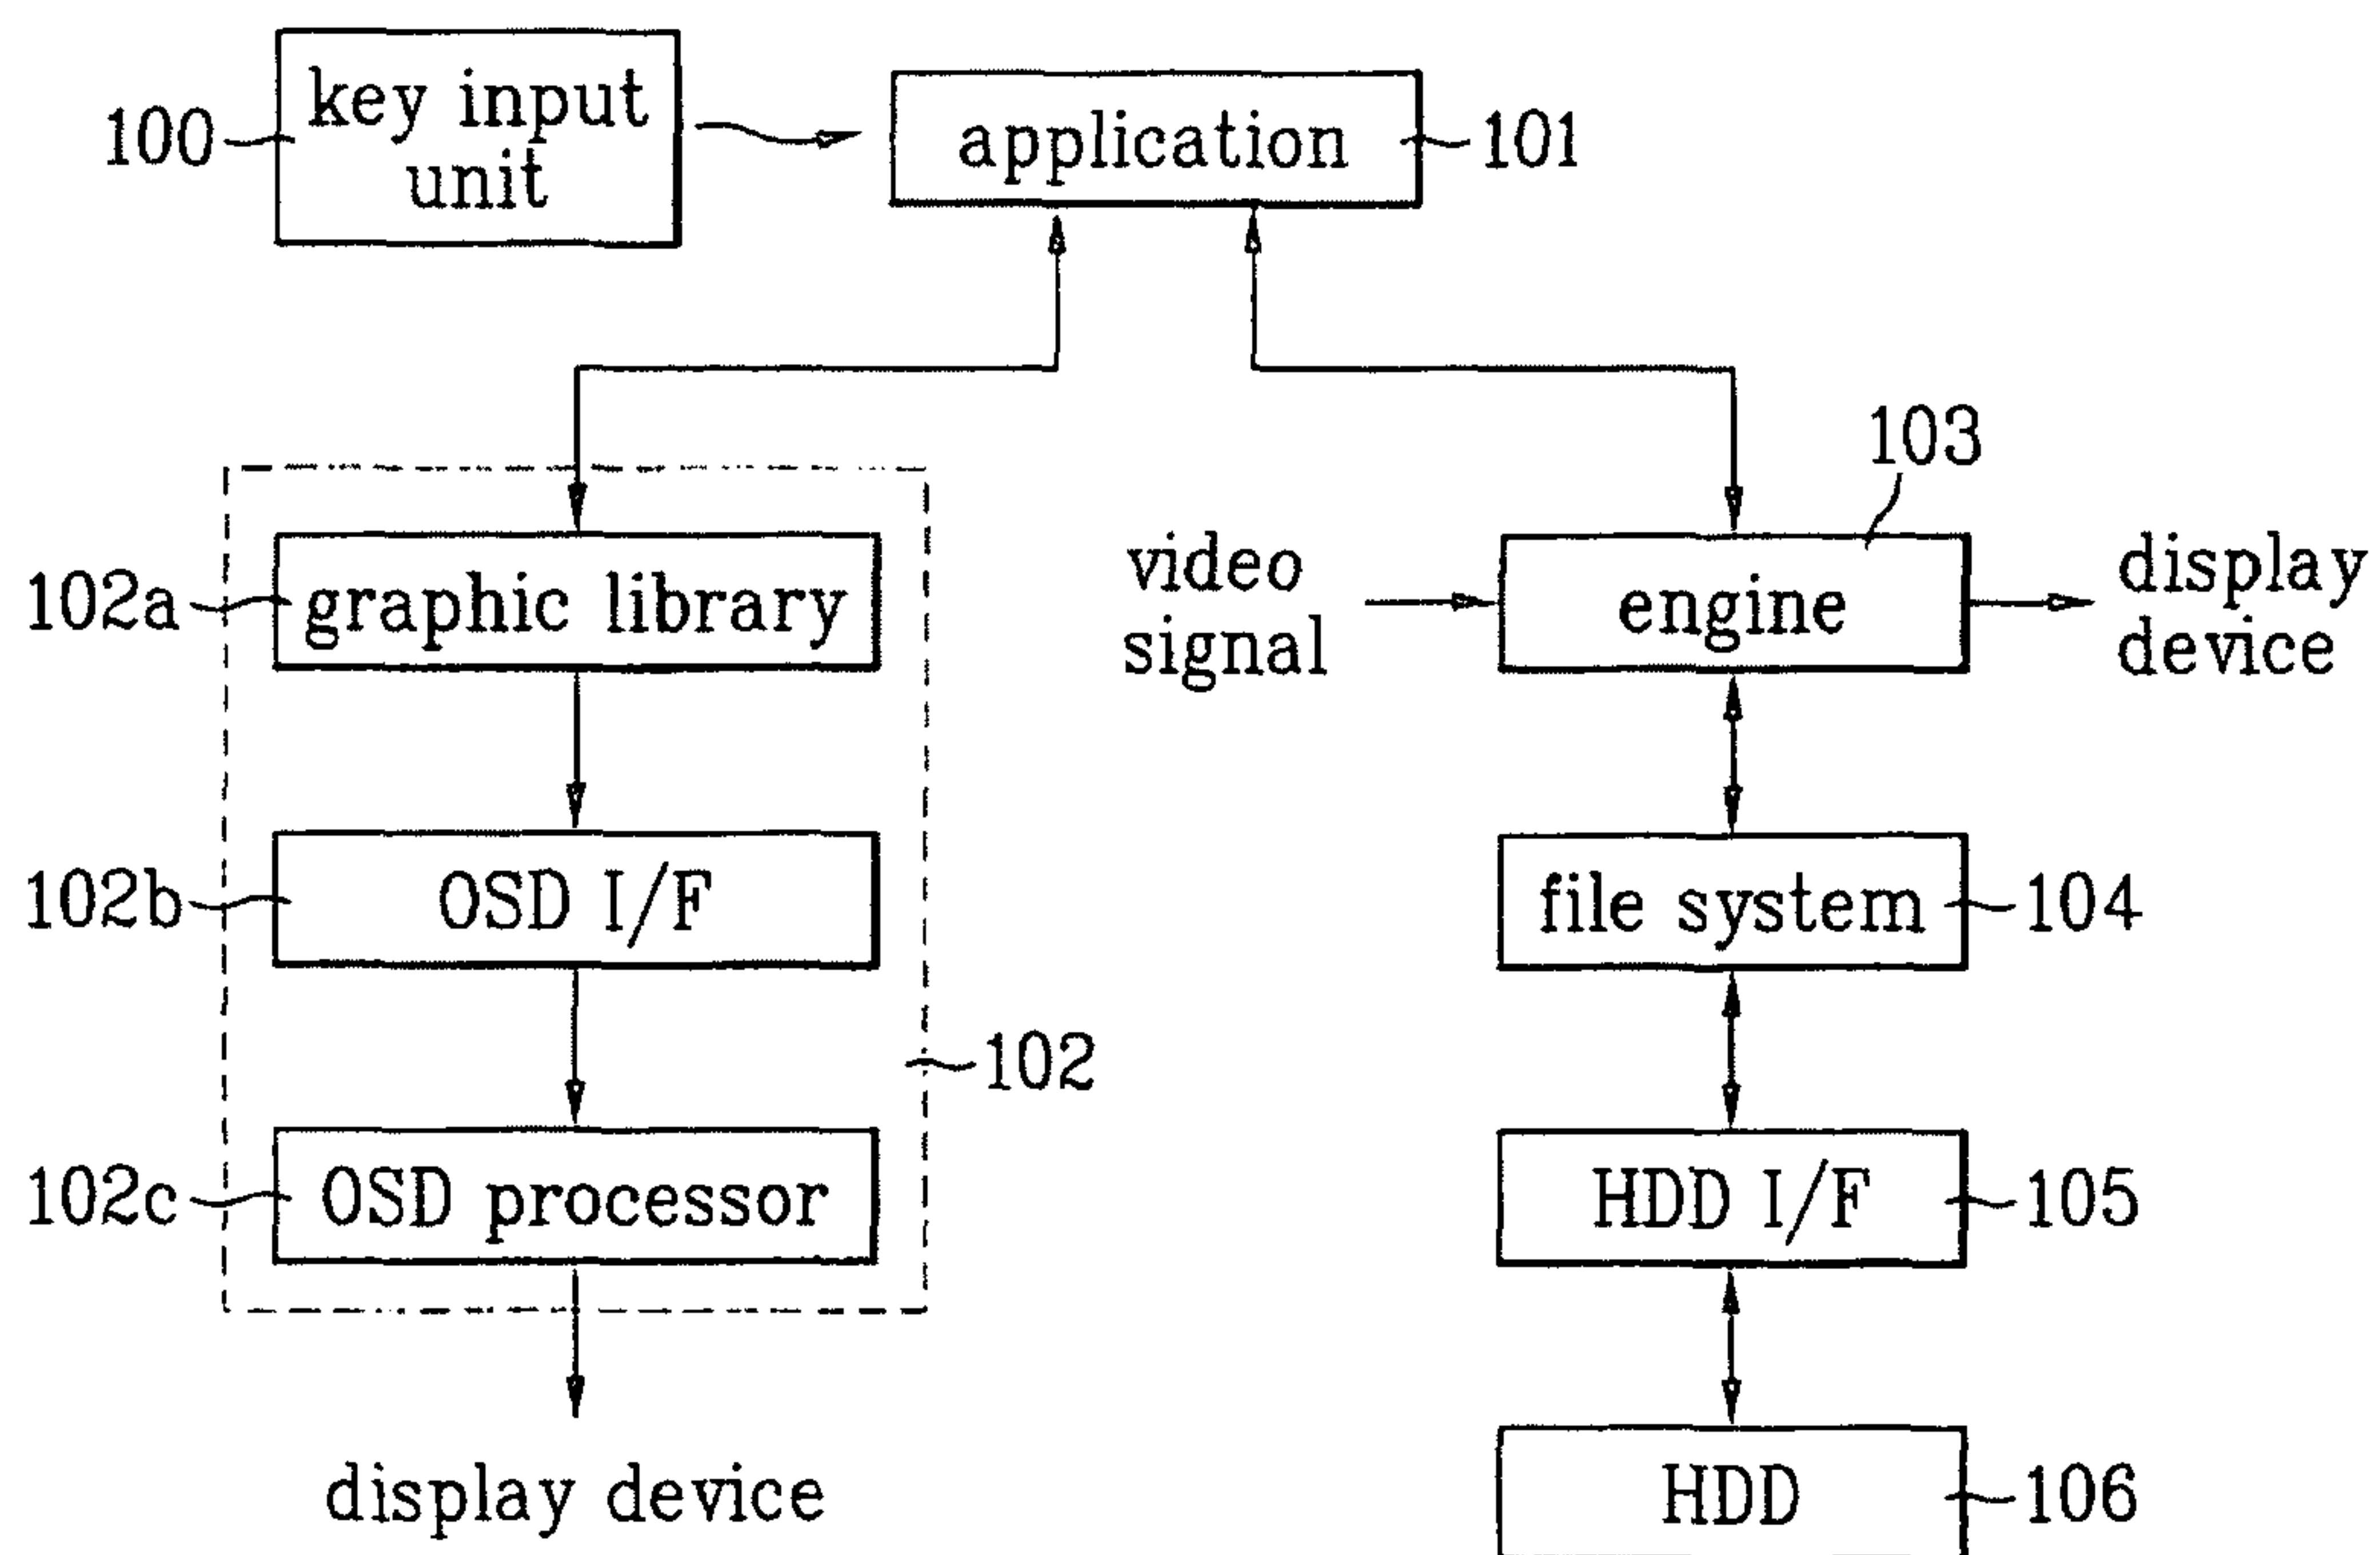 key input
unit
100
application
101
103
video
signal
engine
display
device
102a
graphic library
102b
OSD I/F
file system
104
102
102c
OSD processor
HDD I/F
105
display device
HDD
106